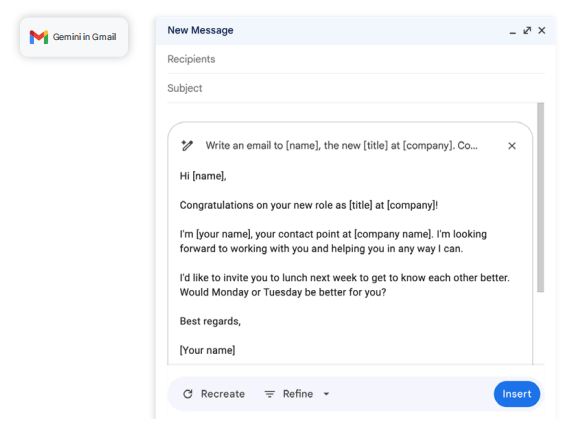 Gemini in Gmail
New Message
Recipients
Subject
Write an email to [name], the new [title] at [company]. Co...
Hi [name],
Congratulations on your new role as [title] at [company]!
I'm [your name], your contact point at [company name]. I'm looking
forward to working with you and helping you in any way I can.
I'd like to invite you to lunch next week to get to know each other better.
Would Monday or Tuesday be better for you?
Best regards,
[Your name]
Recreate
Refine
Insert